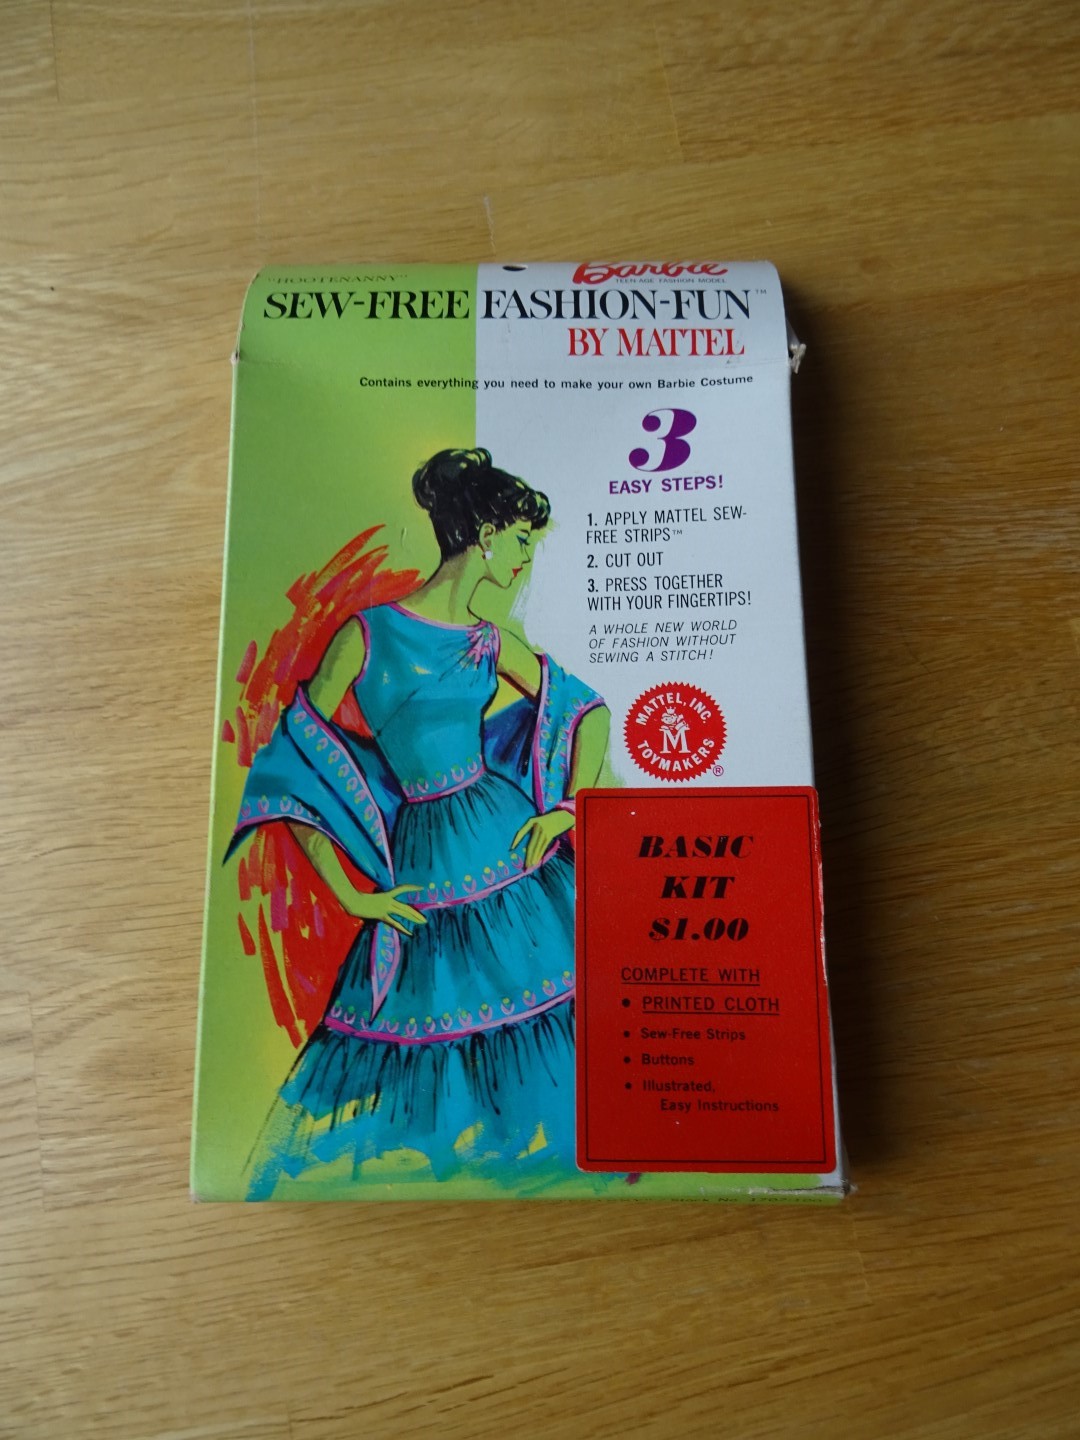 "HOOTENANNY"
Barbie
TEEN-AGE FASHION MODEL
SEW-FREE FASHION-FUN™
BY MATTEL
Contains everything you need to make your own Barbie Costume
3
EASY STEPS!
1. APPLY MATTEL SEW-
FREE STRIPS™
2. CUT OUT
3. PRESS TOGETHER
WITH YOUR FINGERTIPS!
A WHOLE NEW WORLD
OF FASHION WITHOUT
SEWING A STITCH!
MATTEL, INC.
M
TOYMAKERS
®
BASIC
KIT
$1.00
COMPLETE WITH
• PRINTED CLOTH
• Sew-Free Strips
• Buttons
• Illustrated,
Easy Instructions
Stock No.